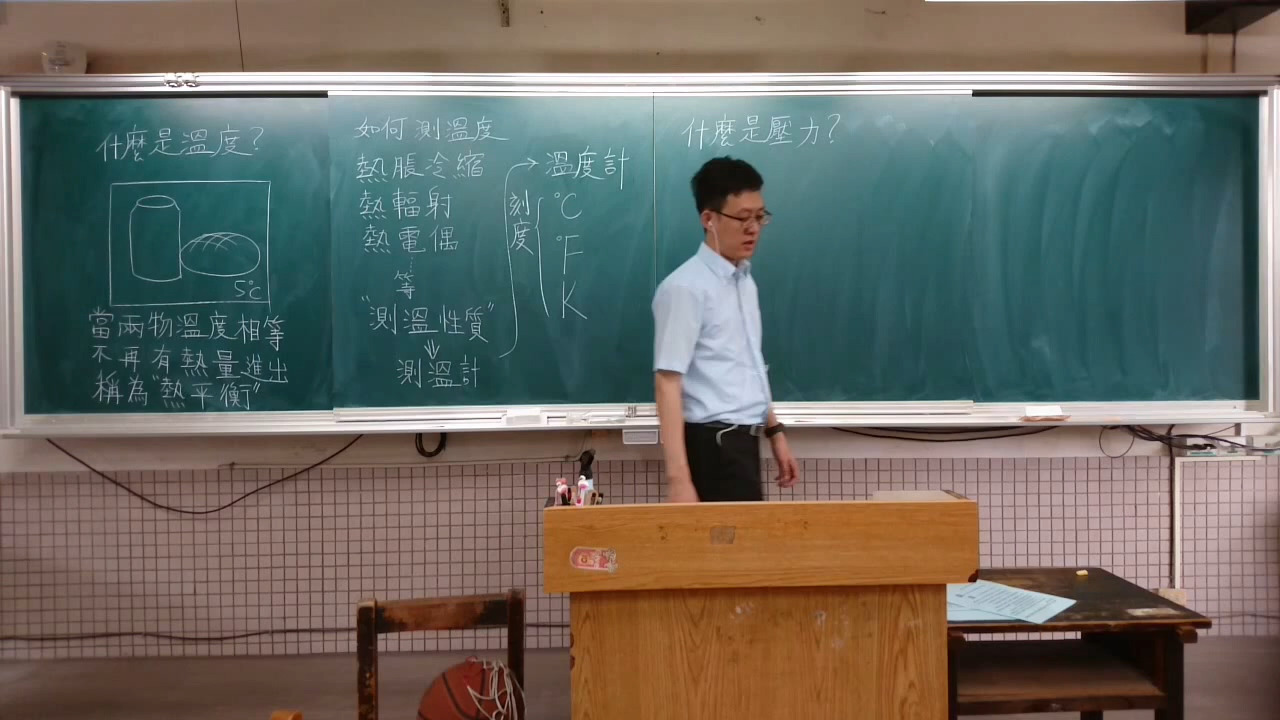 什麼是溫度？
5℃
當兩物溫度相等
不再有熱量進出
稱為"熱平衡"
如何測溫度
熱脹冷縮
熱輻射
熱電偶
⋮
等
"測溫性質"
⇓
測溫計
→溫度計
刻度
℃
℉
K
什麼是壓力？